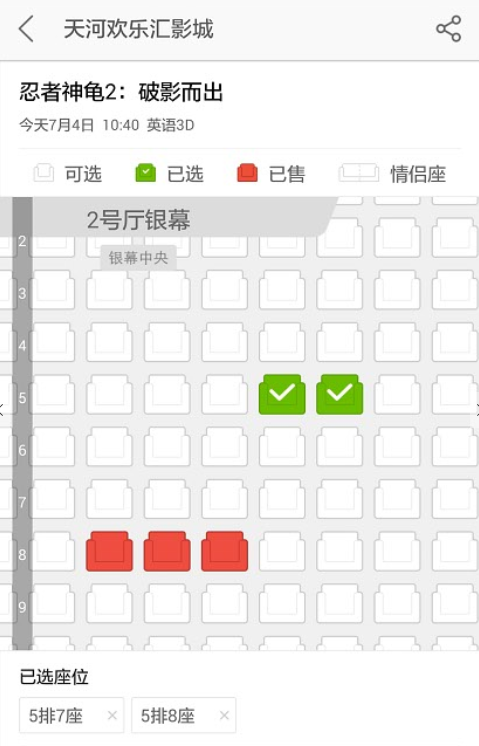 天河欢乐汇影城
忍者神龟2：破影而出
今天7月4日 10:40 英语3D
可选 已选 已售 情侣座
2号厅银幕
银幕中央
2
3
4
5
6
7
8
9
已选座位
5排7座 × 5排8座 ×